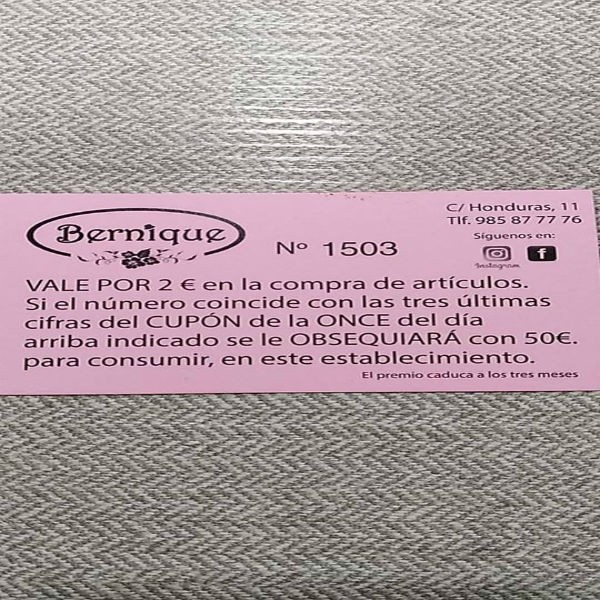 Bernique
Nº 1503
C/ Honduras, 11
Tlf. 985 87 77 76
Síguenos en:
Instagram
f
VALE POR 2 € en la compra de artículos.
Si el número coincide con las tres últimas
cifras del CUPÓN de la ONCE del día
arriba indicado se le OBSEQUIARÁ con 50€.
para consumir, en este establecimiento.
El premio caduca a los tres meses